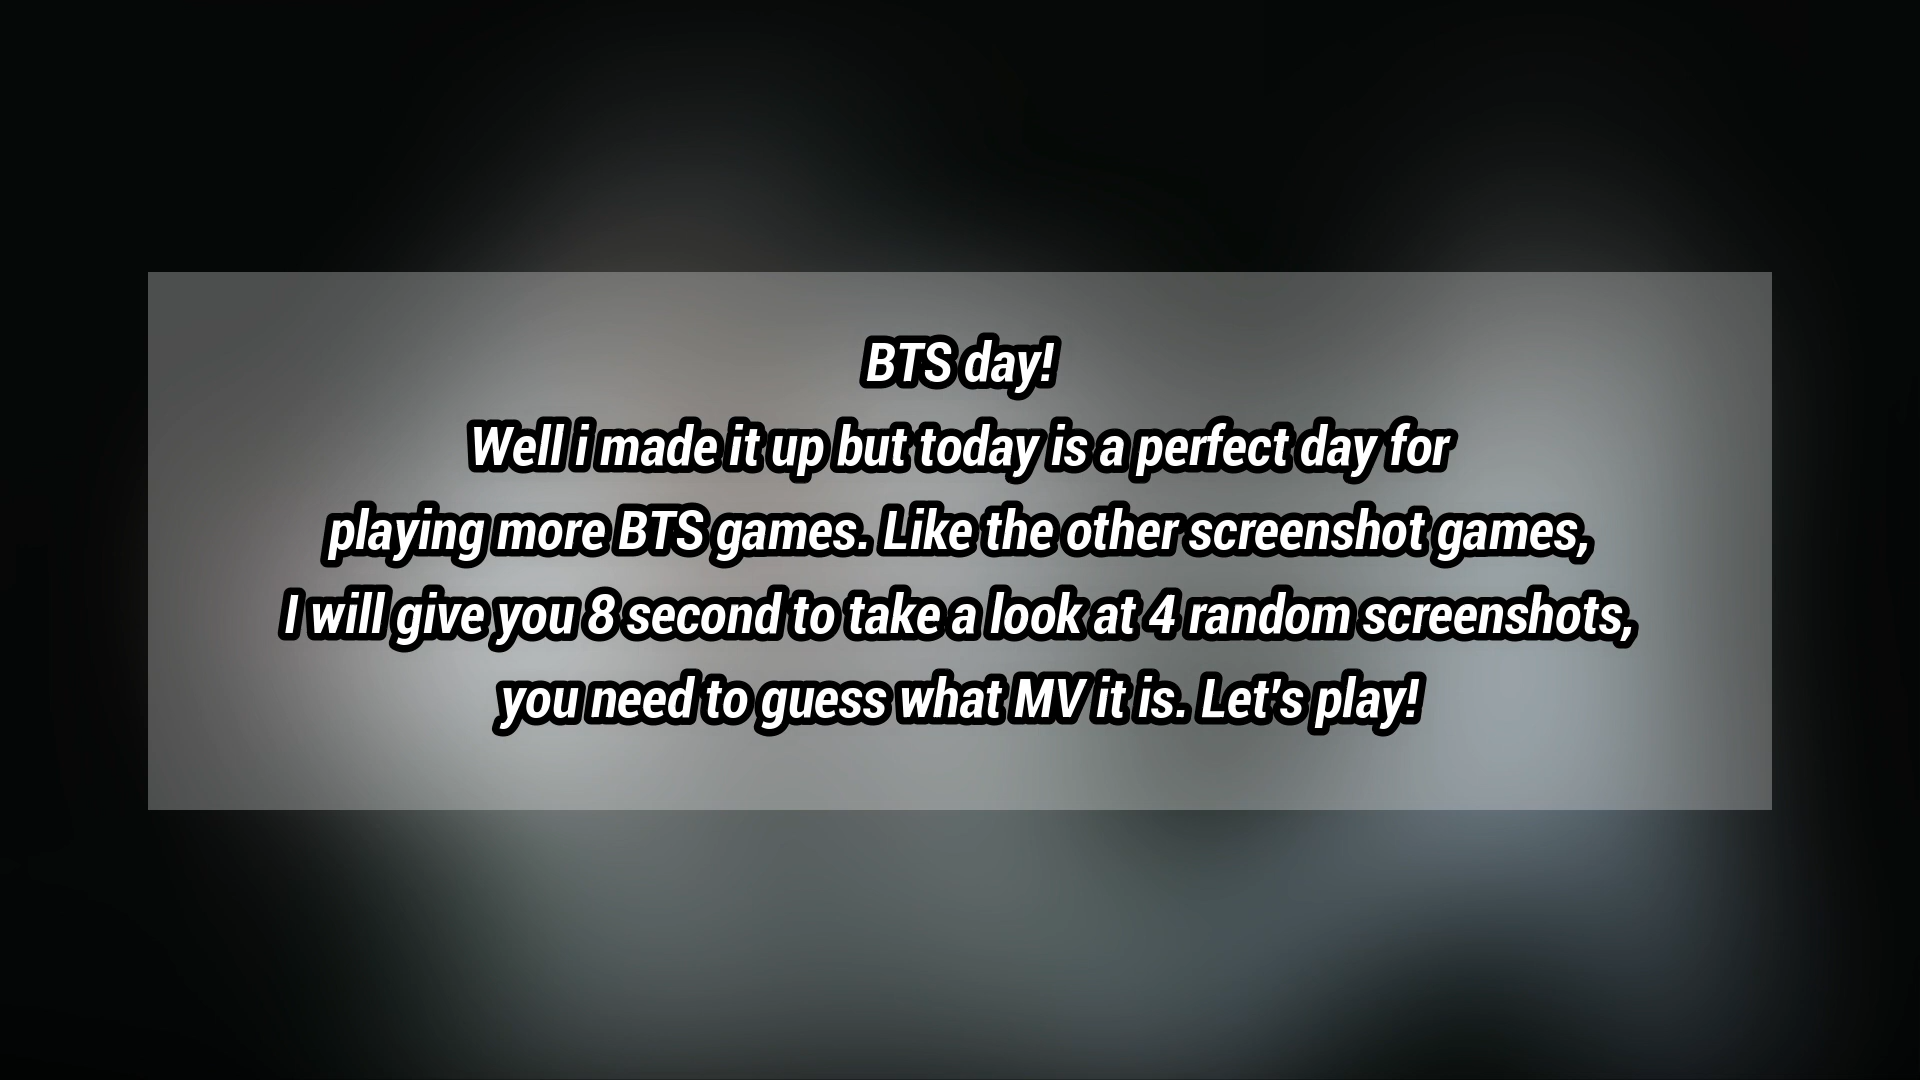 BTS day!
Well i made it up but today is a perfect day for
playing more BTS games. Like the other screenshot games,
I will give you 8 second to take a look at 4 random screenshots,
you need to guess what MV it is. Let's play!